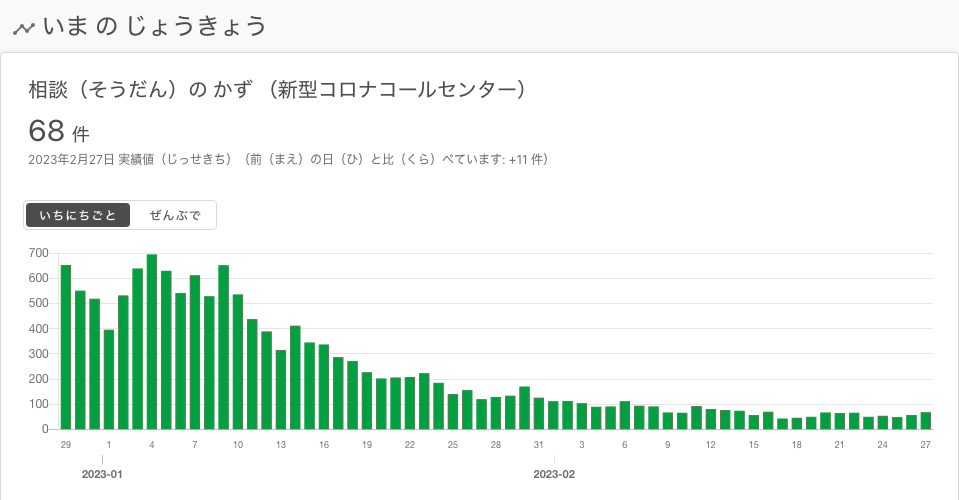 いま の じょうきょう
相談（そうだん）の かず （新型コロナコールセンター）
68 件
2023年2月27日 実績値（じっせきち）（前（まえ）の日（ひ）と比（くら）べています: +11 件）
いちにちごと ぜんぶで
700
600
500
400
300
200
100
0
29 1 4 7 10 13 16 19 22 25 28 31 3 6 9 12 15 18 21 24 27
2023-01 2023-02